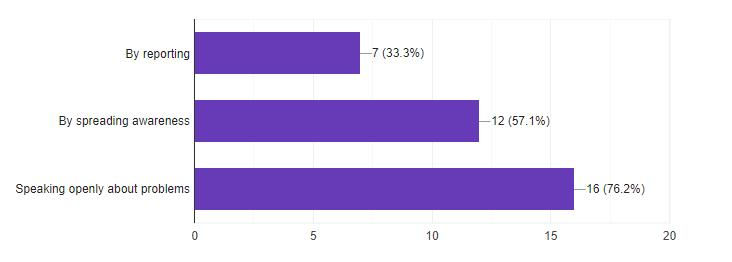 By reporting 7 (33.3%)
By spreading awareness 12 (57.1%)
Speaking openly about problems 16 (76.2%)
0 5 10 15 20